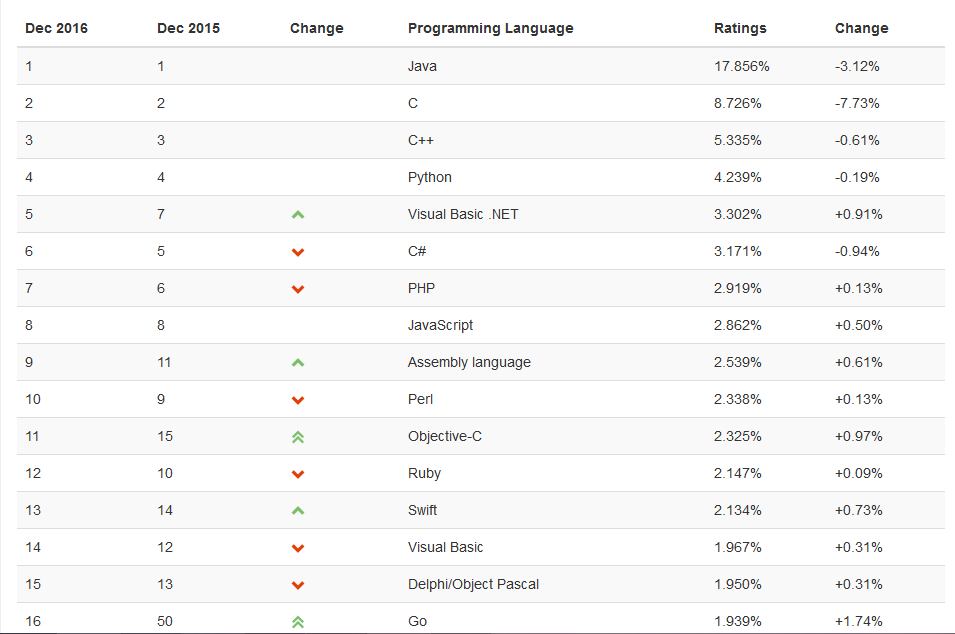 Dec 2016 Dec 2015 Change Programming Language Ratings Change
1 1 Java 17.856% -3.12%
2 2 C 8.726% -7.73%
3 3 C++ 5.335% -0.61%
4 4 Python 4.239% -0.19%
5 7 Visual Basic .NET 3.302% +0.91%
6 5 C# 3.171% -0.94%
7 6 PHP 2.919% +0.13%
8 8 JavaScript 2.862% +0.50%
9 11 Assembly language 2.539% +0.61%
10 9 Perl 2.338% +0.13%
11 15 Objective-C 2.325% +0.97%
12 10 Ruby 2.147% +0.09%
13 14 Swift 2.134% +0.73%
14 12 Visual Basic 1.967% +0.31%
15 13 Delphi/Object Pascal 1.950% +0.31%
16 50 Go 1.939% +1.74%